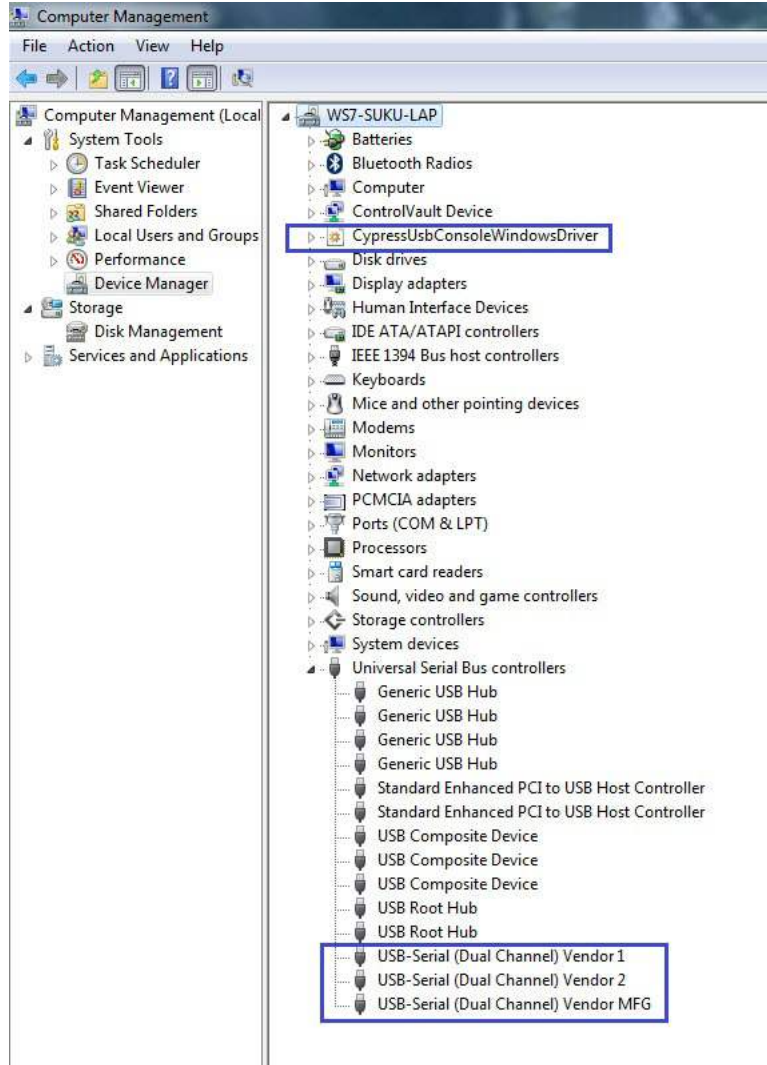 Computer Management
File Action View Help
Computer Management (Local
System Tools
Task Scheduler
Event Viewer
Shared Folders
Local Users and Groups
Performance
Device Manager
Storage
Disk Management
Services and Applications
WS7-SUKU-LAP
Batteries
Bluetooth Radios
Computer
ControlVault Device
CypressUsbConsoleWindowsDriver
Disk drives
Display adapters
Human Interface Devices
IDE ATA/ATAPI controllers
IEEE 1394 Bus host controllers
Keyboards
Mice and other pointing devices
Modems
Monitors
Network adapters
PCMCIA adapters
Ports (COM & LPT)
Processors
Smart card readers
Sound, video and game controllers
Storage controllers
System devices
Universal Serial Bus controllers
Generic USB Hub
Generic USB Hub
Generic USB Hub
Generic USB Hub
Standard Enhanced PCI to USB Host Controller
Standard Enhanced PCI to USB Host Controller
USB Composite Device
USB Composite Device
USB Composite Device
USB Root Hub
USB Root Hub
USB-Serial (Dual Channel) Vendor 1
USB-Serial (Dual Channel) Vendor 2
USB-Serial (Dual Channel) Vendor MFG